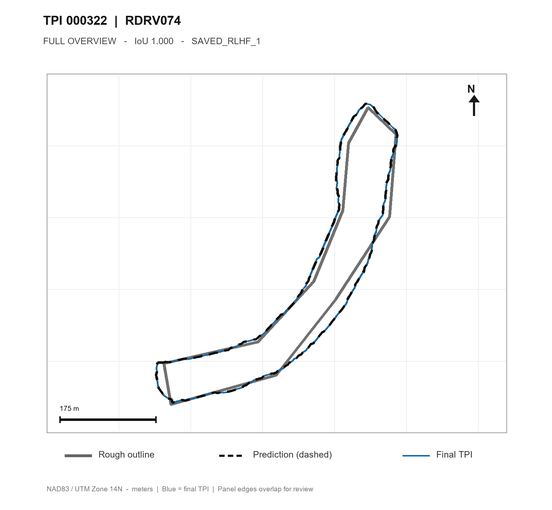 TPI 000322 | RDRV074
FULL OVERVIEW - IoU 1.000 - SAVED_RLHF_1
N
175 m
Rough outline
Prediction (dashed)
Final TPI
NAD83 / UTM Zone 14N - meters | Blue = final TPI | Panel edges overlap for review